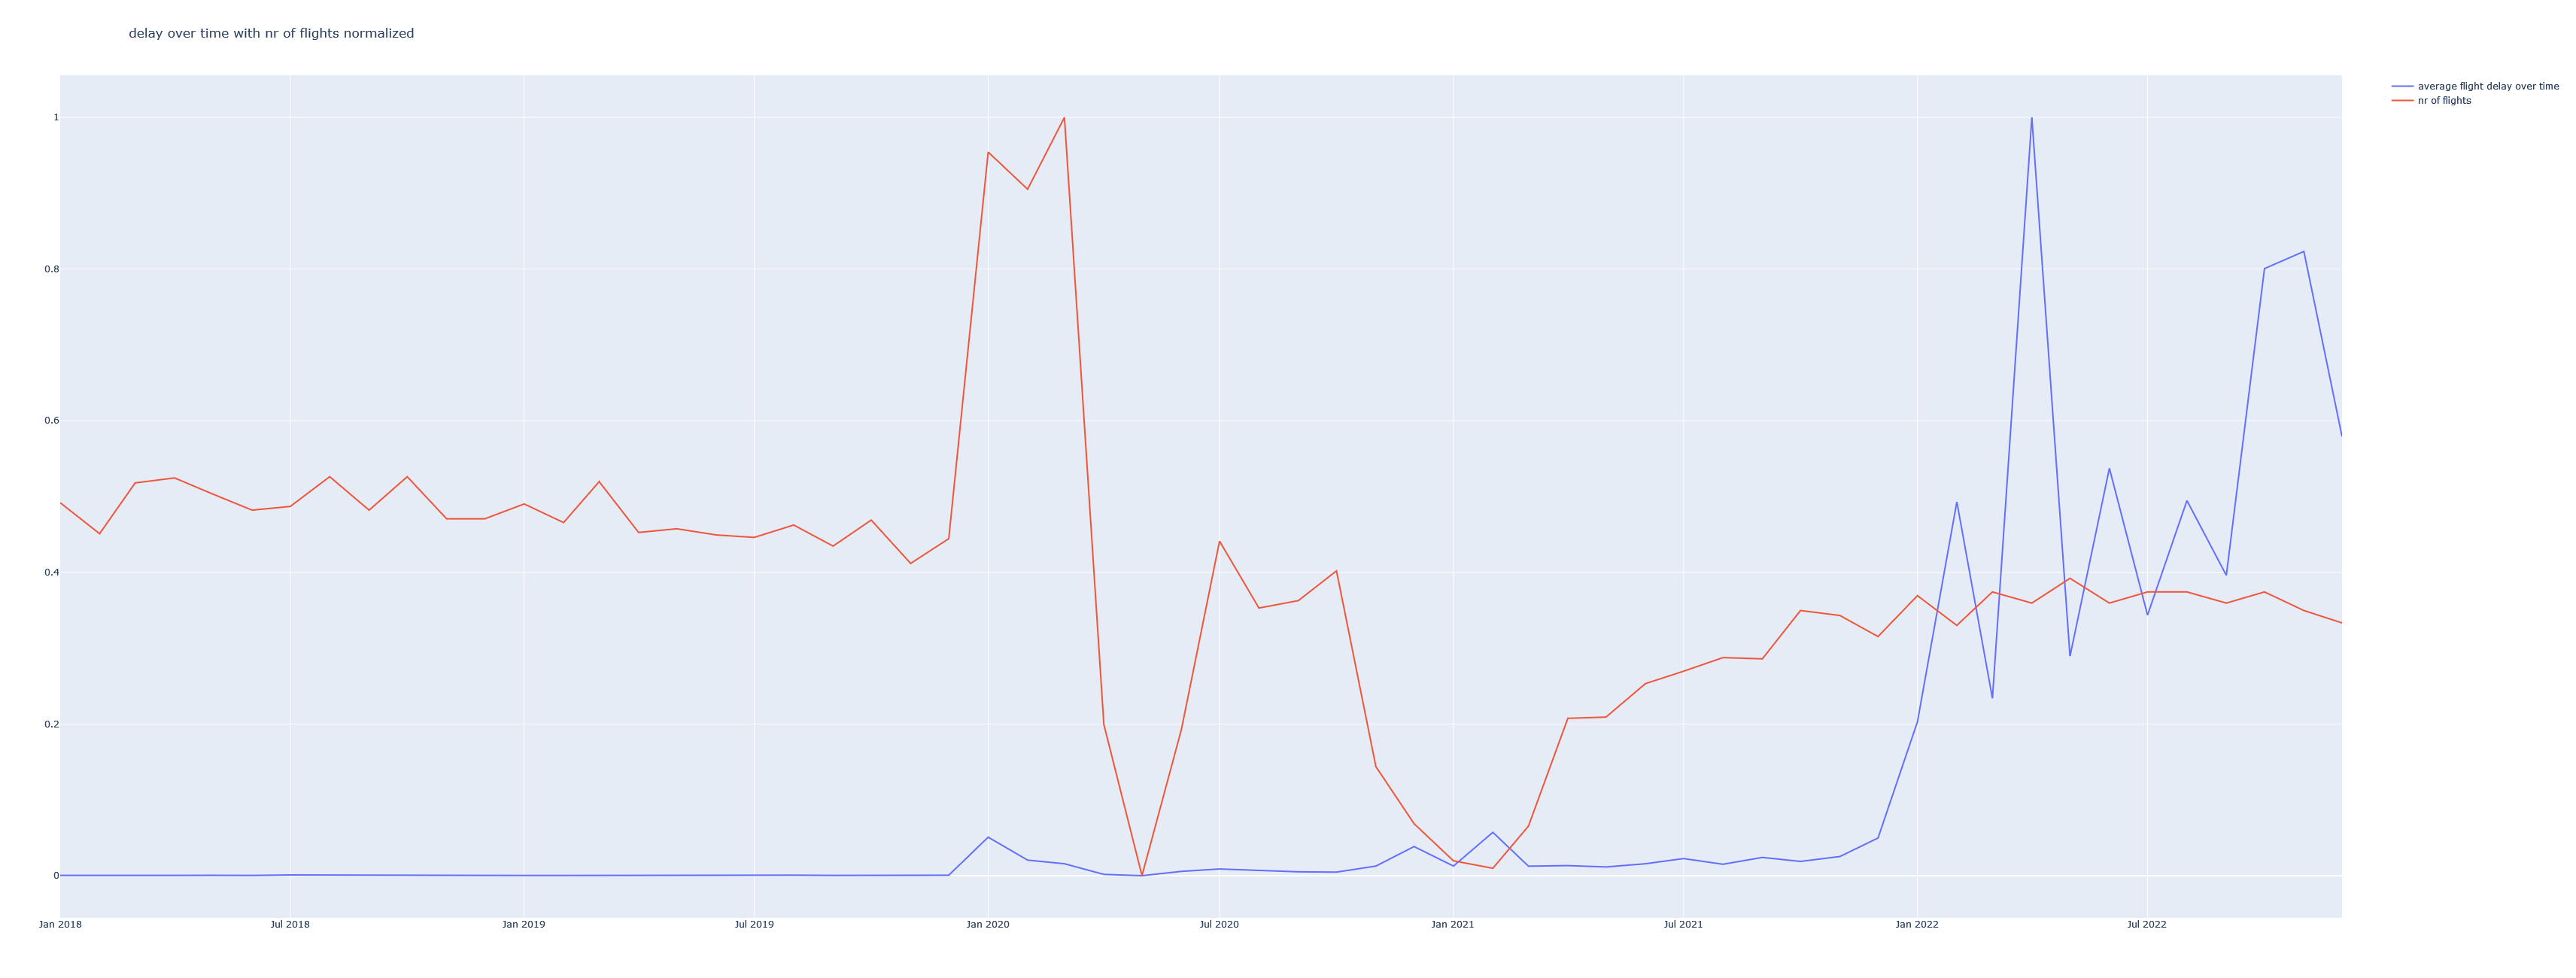 delay over time with nr of flights normalized
average flight delay over time
nr of flights
1
0.8
0.6
0.4
0.2
0
Jan 2018 Jul 2018 Jan 2019 Jul 2019 Jan 2020 Jul 2020 Jan 2021 Jul 2021 Jan 2022 Jul 2022